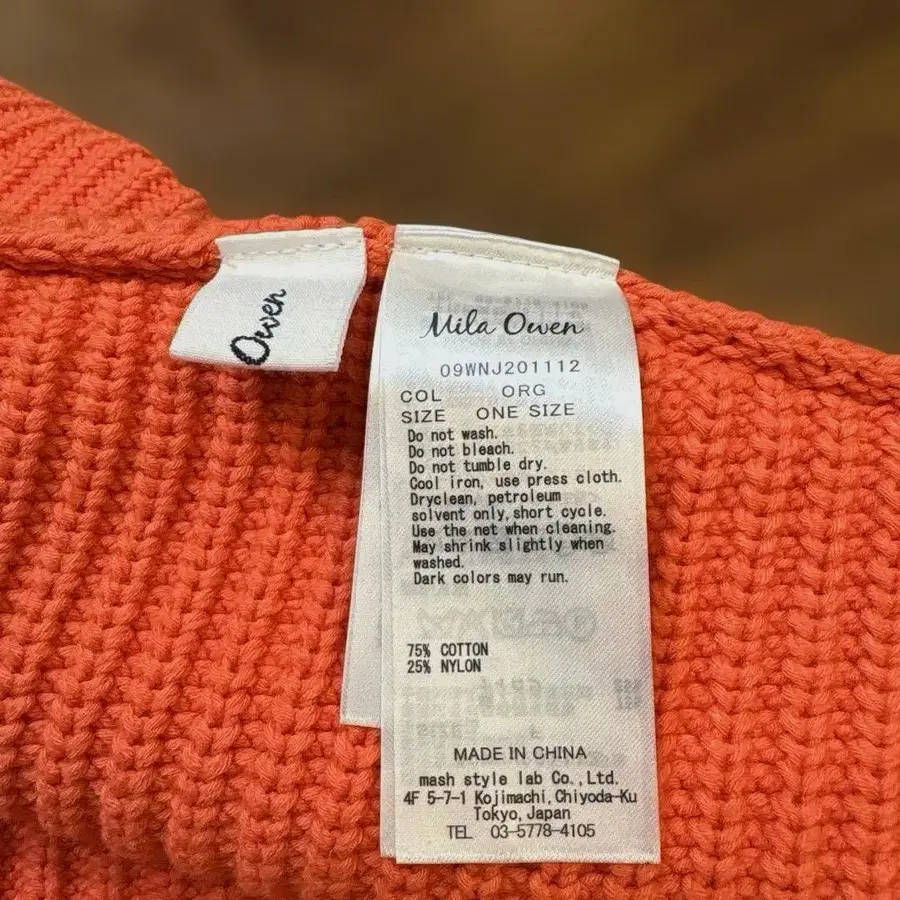 Owen
Mila Owen
09WNJ201112
COL ORG
SIZE ONE SIZE
Do not wash.
Do not bleach.
Do not tumble dry.
Cool iron, use press cloth.
Dryclean, petroleum
solvent only, short cycle.
Use the net when cleaning.
May shrink slightly when
washed.
Dark colors may run.
75% COTTON
25% NYLON
MADE IN CHINA
mash style lab Co., Ltd.
4F 5-7-1 Kojimachi, Chiyoda-Ku
Tokyo, Japan
TEL 03-5778-4105